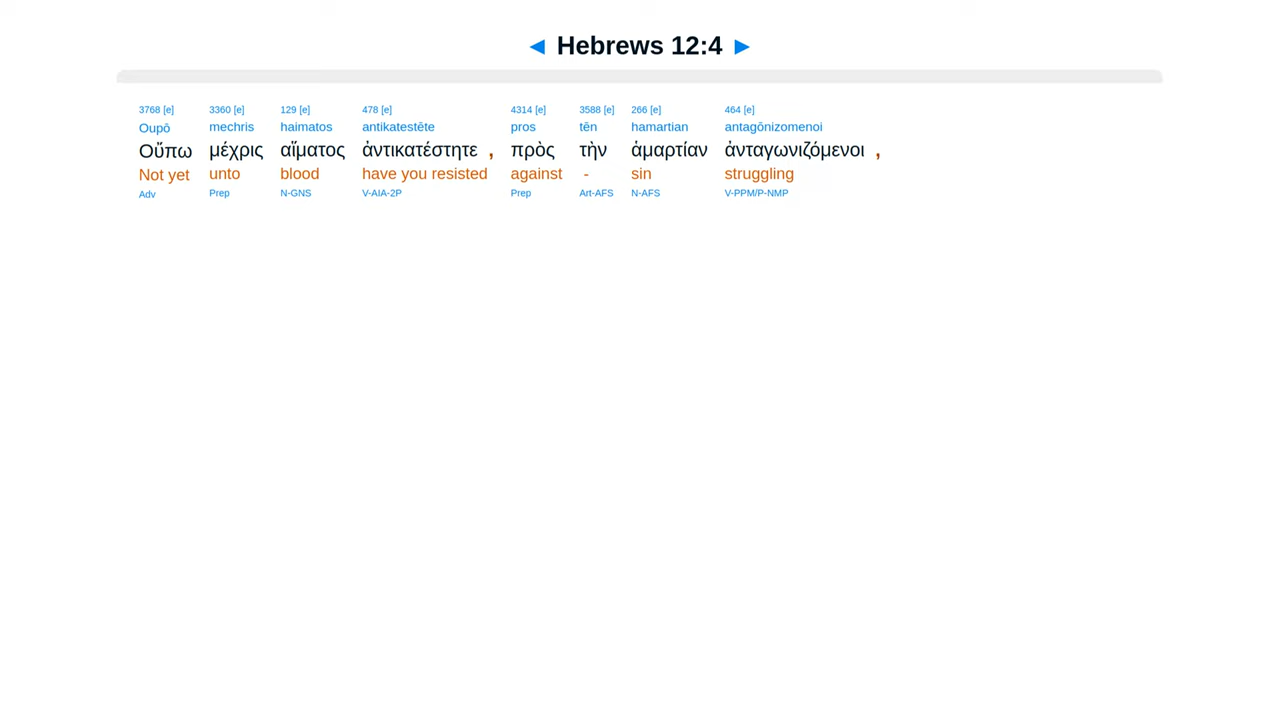 ◄ Hebrews 12:4 ►
3768 [e] 3360 [e] 129 [e] 478 [e] 4314 [e] 3588 [e] 266 [e] 464 [e]
Oupō mechris haimatos antikatestēte pros tēn hamartian antagōnizomenoi
Οὔπω μέχρις αἵματος ἀντικατέστητε , πρὸς τὴν ἁμαρτίαν ἀνταγωνιζόμενοι ,
Not yet unto blood have you resisted against - sin struggling
Adv Prep N-GNS V-AIA-2P Prep Art-AFS N-AFS V-PPM/P-NMP